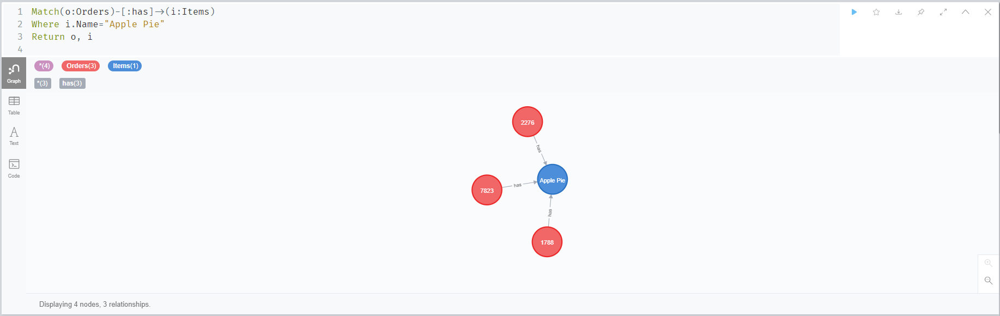 1 Match(o:Orders)-[:has]->(i:Items)
2 Where i.Name="Apple Pie"
3 Return o, i
4
Graph
*(4) Orders(3) Items(1)
*(3) has(3)
Table
Text
Code
2276
has
Apple Pie
7823
has
has
1788
Displaying 4 nodes, 3 relationships.